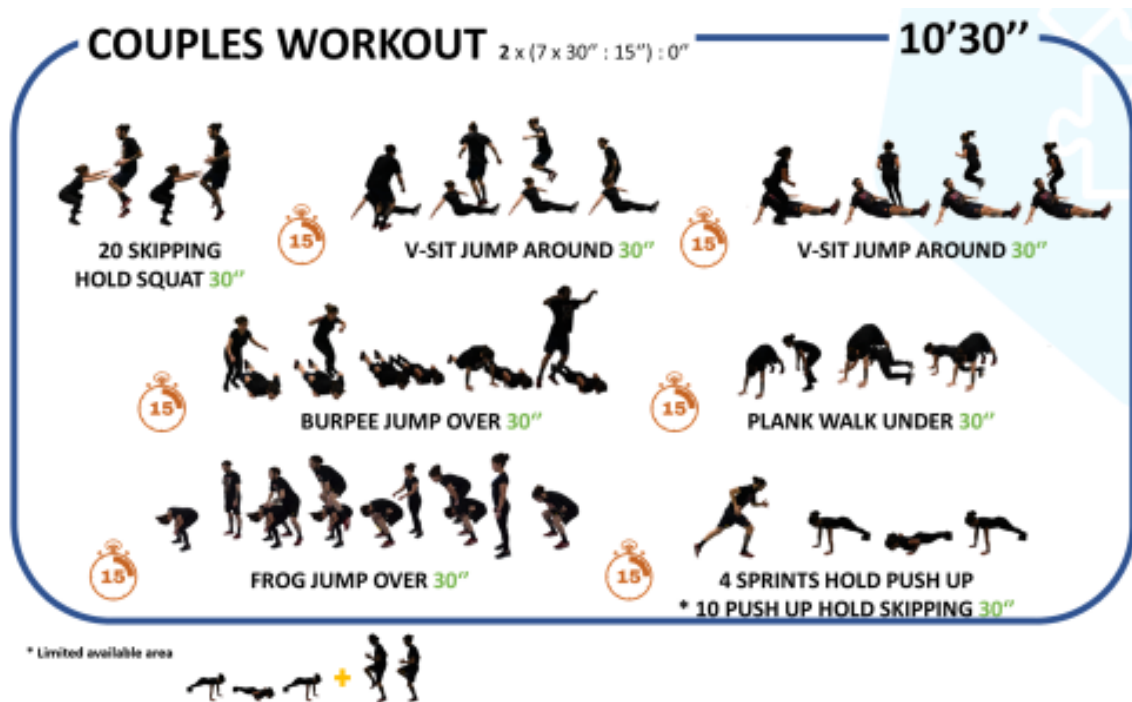 COUPLES WORKOUT 2 x (7 x 30’’ : 15’’) : 0’’
10’30’’
20 SKIPPING
HOLD SQUAT 30’’
15
V-SIT JUMP AROUND 30’’
15
V-SIT JUMP AROUND 30’’
15
BURPEE JUMP OVER 30’’
15
PLANK WALK UNDER 30’’
15
FROG JUMP OVER 30’’
15
4 SPRINTS HOLD PUSH UP
* 10 PUSH UP HOLD SKIPPING 30’’
* Limited available area